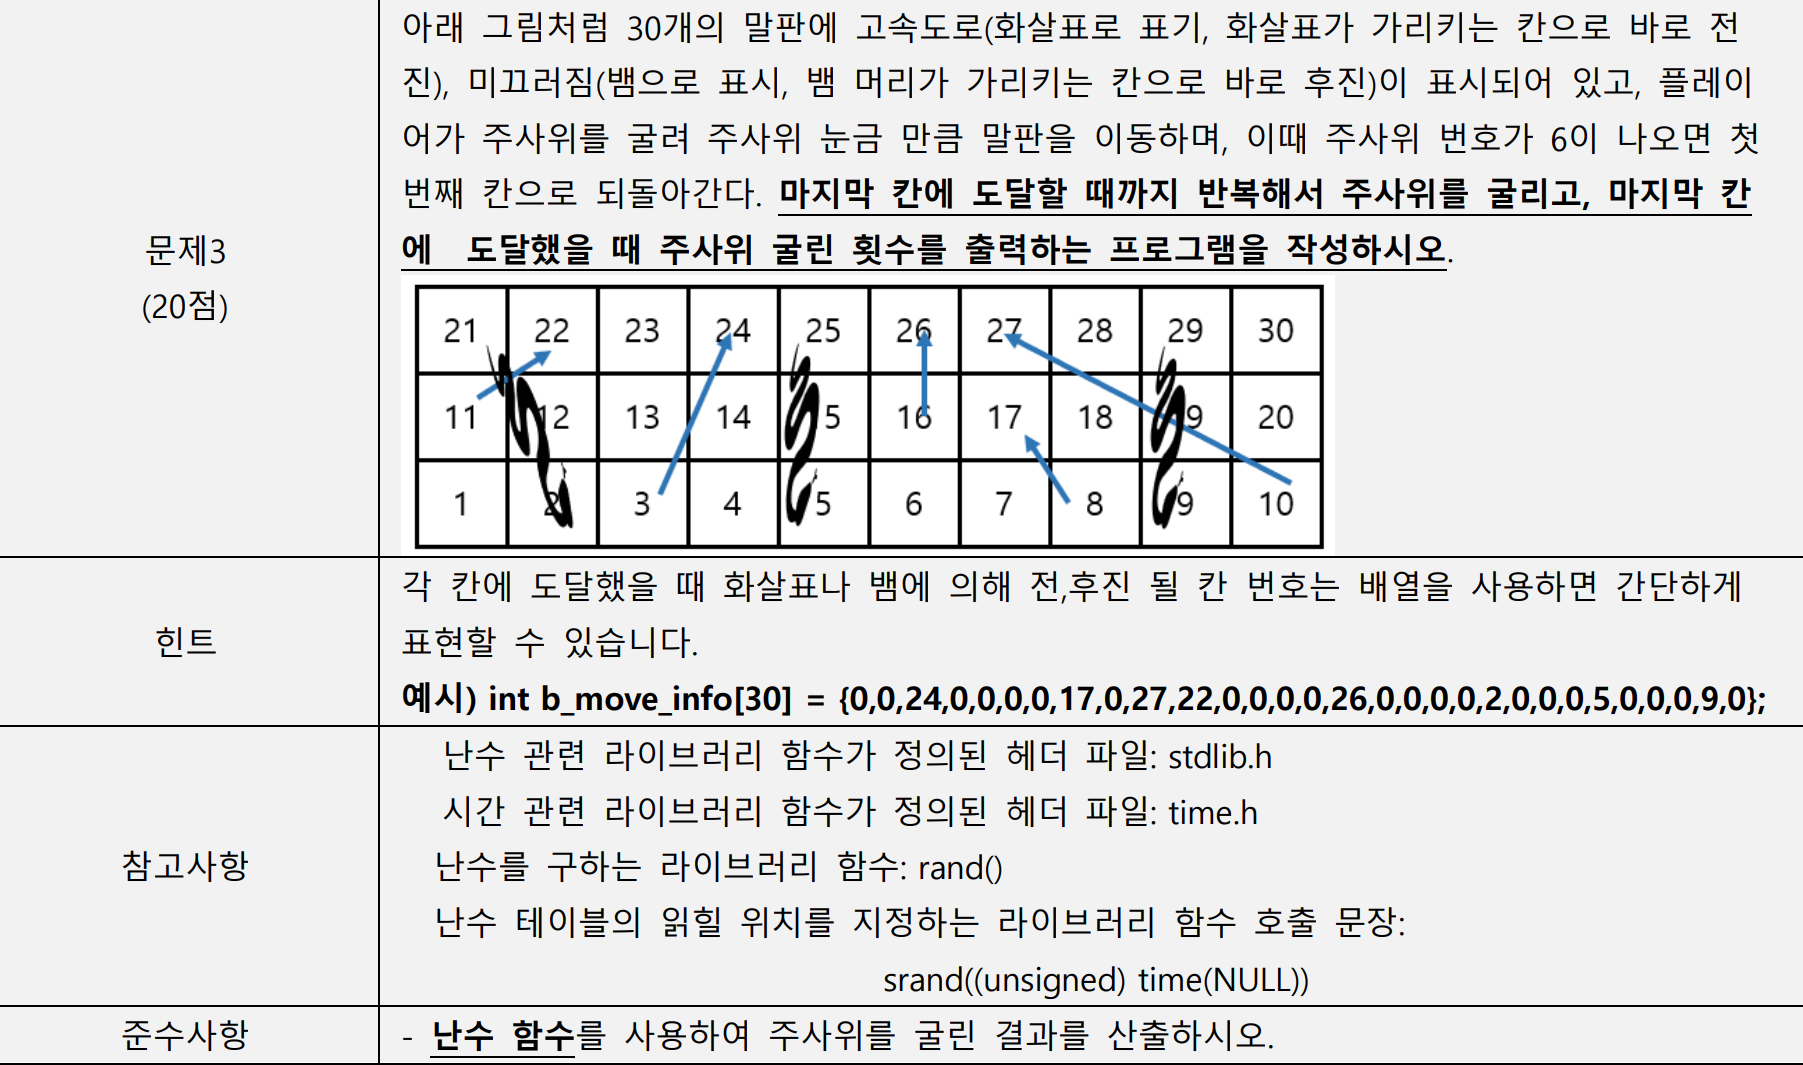 아래 그림처럼 30개의 말판에 고속도로(화살표로 표기, 화살표가 가리키는 칸으로 바로 전
진), 미끄러짐(뱀으로 표시, 뱀 머리가 가리키는 칸으로 바로 후진)이 표시되어 있고, 플레이
어가 주사위를 굴려 주사위 눈금 만큼 말판을 이동하며, 이때 주사위 번호가 6이 나오면 첫
번째 칸으로 되돌아간다. 마지막 칸에 도달할 때까지 반복해서 주사위를 굴리고, 마지막 칸
에 도달했을 때 주사위 굴린 횟수를 출력하는 프로그램을 작성하시오.
문제3
(20점)
21 22 23 24 25 26 27 28 29 30
11 12 13 14 15 16 17 18 19 20
1 2 3 4 5 6 7 8 9 10
힌트
각 칸에 도달했을 때 화살표나 뱀에 의해 전,후진 될 칸 번호는 배열을 사용하면 간단하게
표현할 수 있습니다.
예시) int b_move_info[30] = {0,0,24,0,0,0,0,17,0,27,22,0,0,0,0,26,0,0,0,0,2,0,0,0,5,0,0,0,9,0};
참고사항
난수 관련 라이브러리 함수가 정의된 헤더 파일: stdlib.h
시간 관련 라이브러리 함수가 정의된 헤더 파일: time.h
난수를 구하는 라이브러리 함수: rand()
난수 테이블의 읽힐 위치를 지정하는 라이브러리 함수 호출 문장:
srand((unsigned) time(NULL))
준수사항
- 난수 함수를 사용하여 주사위를 굴린 결과를 산출하시오.